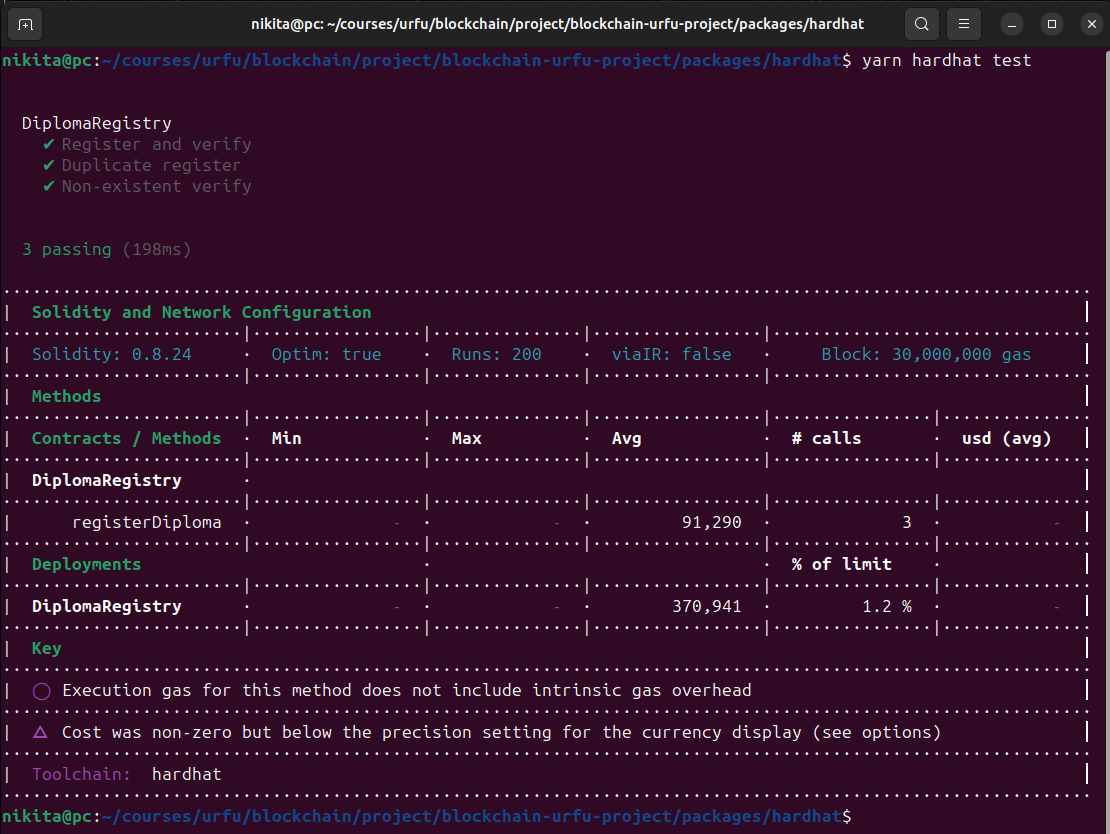 nikita@pc: ~/courses/urfu/blockchain/project/blockchain-urfu-project/packages/hardhat
nikita@pc:~/courses/urfu/blockchain/project/blockchain-urfu-project/packages/hardhat$ yarn hardhat test
DiplomaRegistry
✔ Register and verify
✔ Duplicate register
✔ Non-existent verify
3 passing (198ms)
| Solidity and Network Configuration |
| Solidity: 0.8.24 · Optim: true · Runs: 200 · viaIR: false · Block: 30,000,000 gas |
| Methods |
| Contracts / Methods · Min · Max · Avg · # calls · usd (avg) |
| DiplomaRegistry · |
| registerDiploma · - · - · 91,290 · 3 · - |
| Deployments · · % of limit · |
| DiplomaRegistry · - · - · 370,941 · 1.2 % · - |
| Key |
| ◯ Execution gas for this method does not include intrinsic gas overhead |
| △ Cost was non-zero but below the precision setting for the currency display (see options) |
| Toolchain: hardhat |
nikita@pc:~/courses/urfu/blockchain/project/blockchain-urfu-project/packages/hardhat$